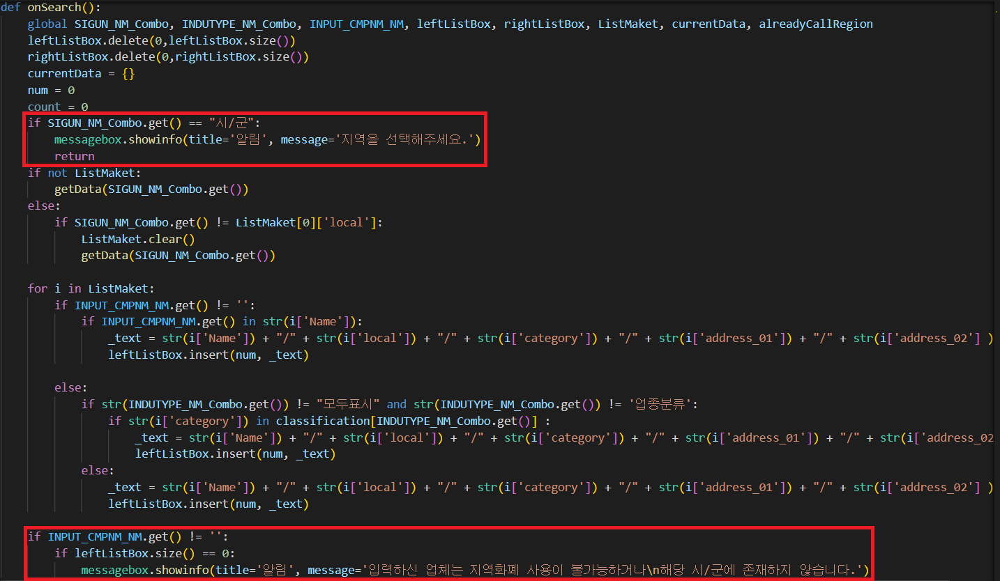 def onSearch():
    global SIGUN_NM_Combo, INDUTYPE_NM_Combo, INPUT_CMPNM_NM, leftListBox, rightListBox, ListMaket, currentData, alreadyCallRegion
    leftListBox.delete(0,leftListBox.size())
    rightListBox.delete(0,rightListBox.size())
    currentData = {}
    num = 0
    count = 0
    if SIGUN_NM_Combo.get() == "시/군":
        messagebox.showinfo(title='알림', message='지역을 선택해주세요.')
        return
    if not ListMaket:
        getData(SIGUN_NM_Combo.get())
    else:
        if SIGUN_NM_Combo.get() != ListMaket[0]['local']:
            ListMaket.clear()
            getData(SIGUN_NM_Combo.get())
    for i in ListMaket:
        if INPUT_CMPNM_NM.get() != '':
            if INPUT_CMPNM_NM.get() in str(i['Name']):
                _text = str(i['Name']) + "/" + str(i['local']) + "/" + str(i['category']) + "/" + str(i['address_01']) + "/" + str(i['address_02'] )
                leftListBox.insert(num, _text)
        else:
            if str(INDUTYPE_NM_Combo.get()) != "모두표시" and str(INDUTYPE_NM_Combo.get()) != '업종분류':
                if str(i['category']) in classification[INDUTYPE_NM_Combo.get()] :
                    _text = str(i['Name']) + "/" + str(i['local']) + "/" + str(i['category']) + "/" + str(i['address_01']) + "/" + str(i['address_02
                    leftListBox.insert(num, _text)
            else:
                _text = str(i['Name']) + "/" + str(i['local']) + "/" + str(i['category']) + "/" + str(i['address_01']) + "/" + str(i['address_02'] )
                leftListBox.insert(num, _text)
    if INPUT_CMPNM_NM.get() != '':
        if leftListBox.size() == 0:
            messagebox.showinfo(title='알림', message='입력하신 업체는 지역화폐 사용이 불가능하거나\n해당 시/군에 존재하지 않습니다.')